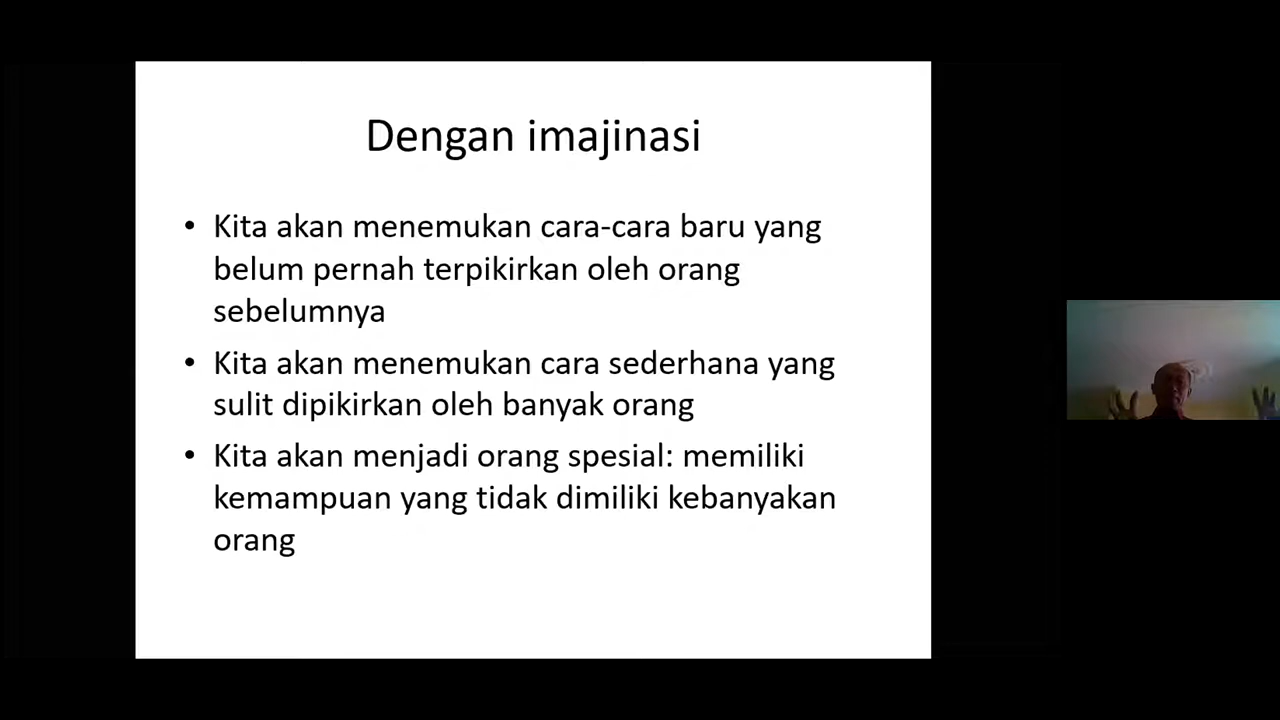 Dengan imajinasi
• Kita akan menemukan cara-cara baru yang
belum pernah terpikirkan oleh orang
sebelumnya
• Kita akan menemukan cara sederhana yang
sulit dipikirkan oleh banyak orang
• Kita akan menjadi orang spesial: memiliki
kemampuan yang tidak dimiliki kebanyakan
orang